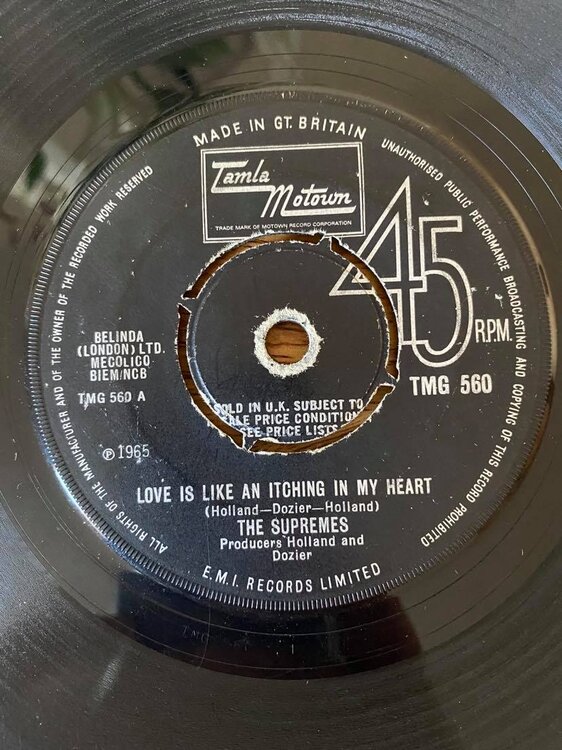 MADE IN GT. BRITAIN
UNAUTHORISED PUBLIC PERFORMANCE BROADCASTING AND COPYING OF THIS RECORD PROHIBITED
ALL RIGHTS OF THE MANUFACTURER AND OF THE OWNER OF THE RECORDED WORK RESERVED
Tamla
Motown
TRADE MARK OF MOTOWN RECORD CORPORATION
45
R.P.M.
TMG 560
BELINDA
(LONDON) LTD.
MECOLICO
BIEM/NCB
TMG 560 A
℗ 1965
SOLD IN U.K. SUBJECT TO
PRICE CONDITION
SEE PRICE LISTS
LOVE IS LIKE AN ITCHING IN MY HEART
(Holland—Dozier—Holland)
THE SUPREMES
Producers Holland and
Dozier
E.M.I. RECORDS LIMITED